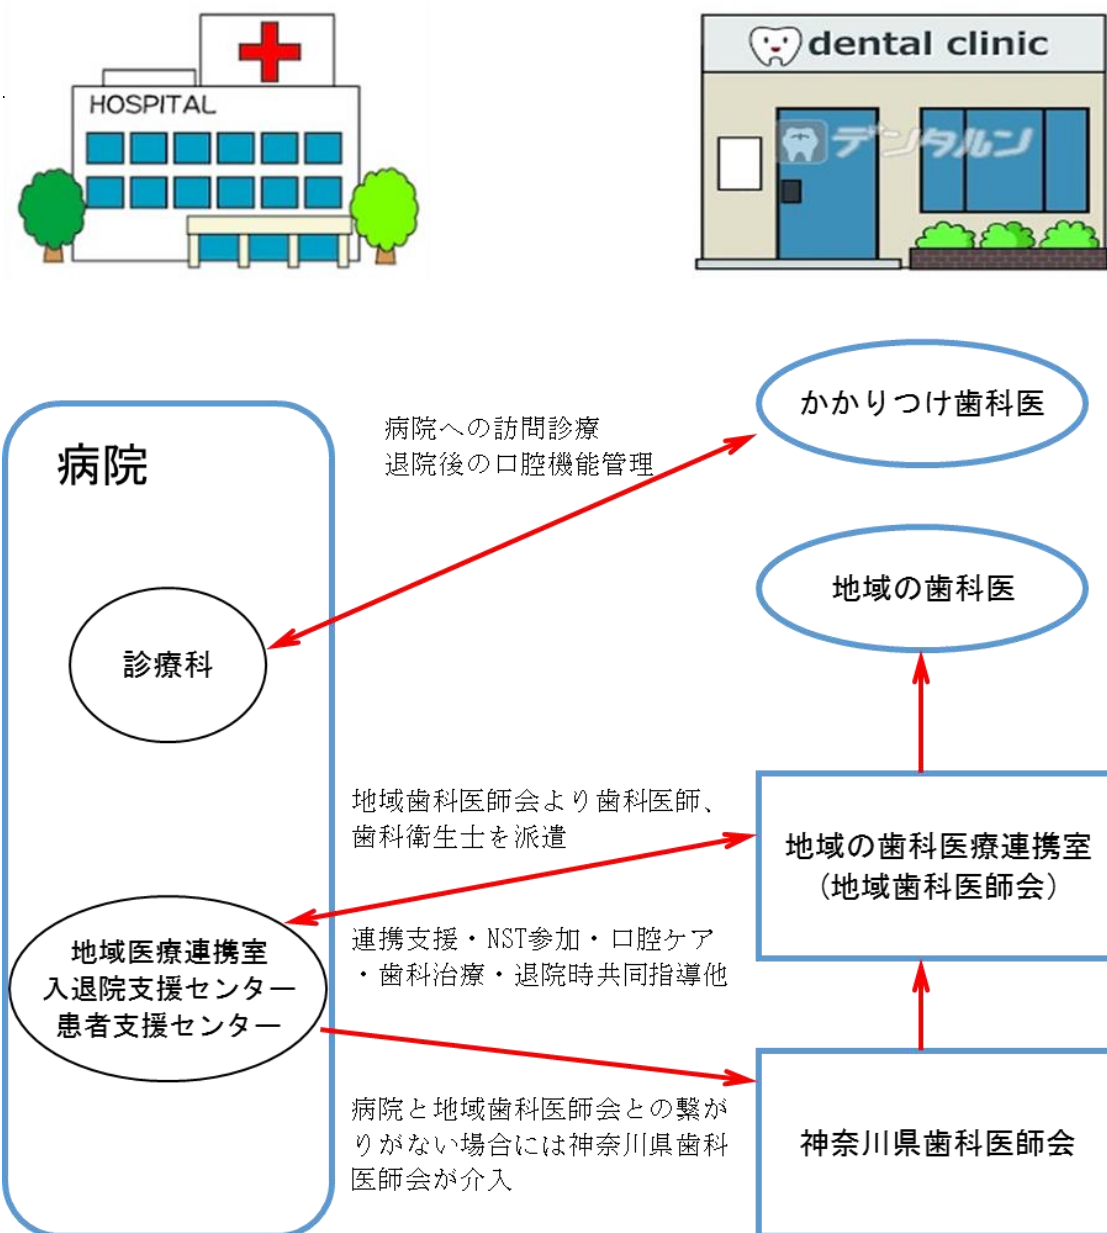 HOSPITAL
dental clinic
デンタルン
かかりつけ歯科医
病院への訪問診療
退院後の口腔機能管理
病院
地域の歯科医
診療科
地域歯科医師会より歯科医師、
歯科衛生士を派遣
地域の歯科医療連携室
(地域歯科医師会)
連携支援・NST参加・口腔ケア
・歯科治療・退院時共同指導他
地域医療連携室
入退院支援センター
患者支援センター
病院と地域歯科医師会との繋が
りがない場合には神奈川県歯科
医師会が介入
神奈川県歯科医師会